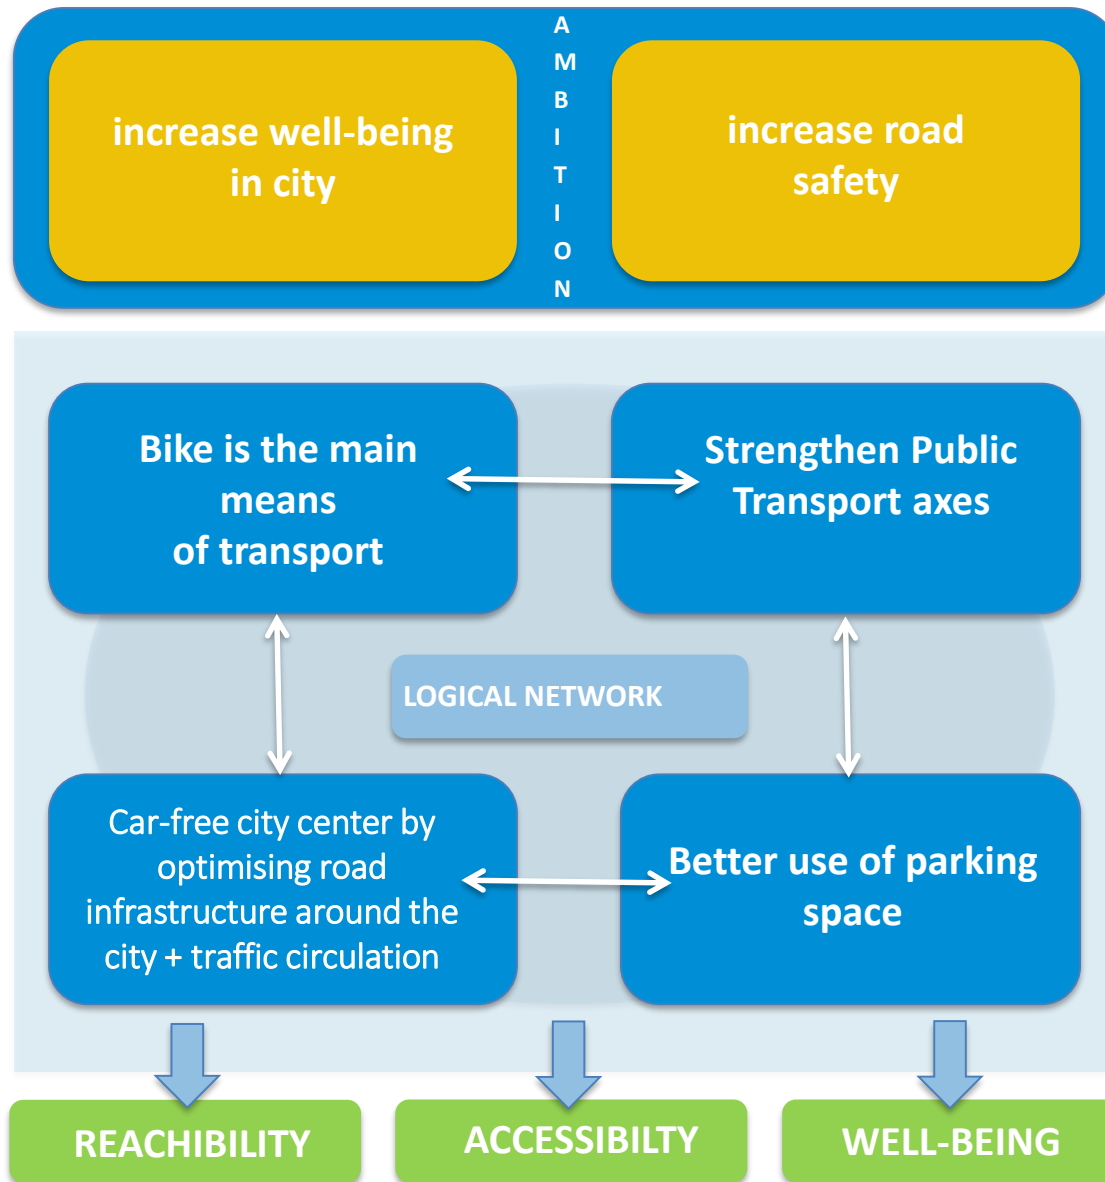 A
M
B
I
T
I
O
N
increase well-being
in city
increase road
safety
Bike is the main
means
of transport
Strengthen Public
Transport axes
LOGICAL NETWORK
Car-free city center by
optimising road
infrastructure around the
city + traffic circulation
Better use of parking
space
REACHIBILITY
ACCESSIBILTY
WELL-BEING